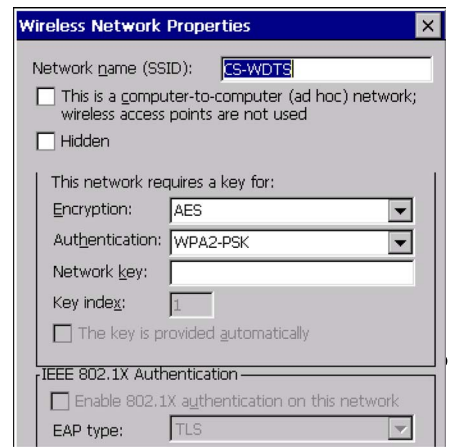 Wireless Network Properties
Network name (SSID): CS-WDTS
This is a computer-to-computer (ad hoc) network;
wireless access points are not used
Hidden
This network requires a key for:
Encryption: AES
Authentication: WPA2-PSK
Network key:
Key index: 1
The key is provided automatically
IEEE 802.1X Authentication
Enable 802.1X authentication on this network
EAP type: TLS